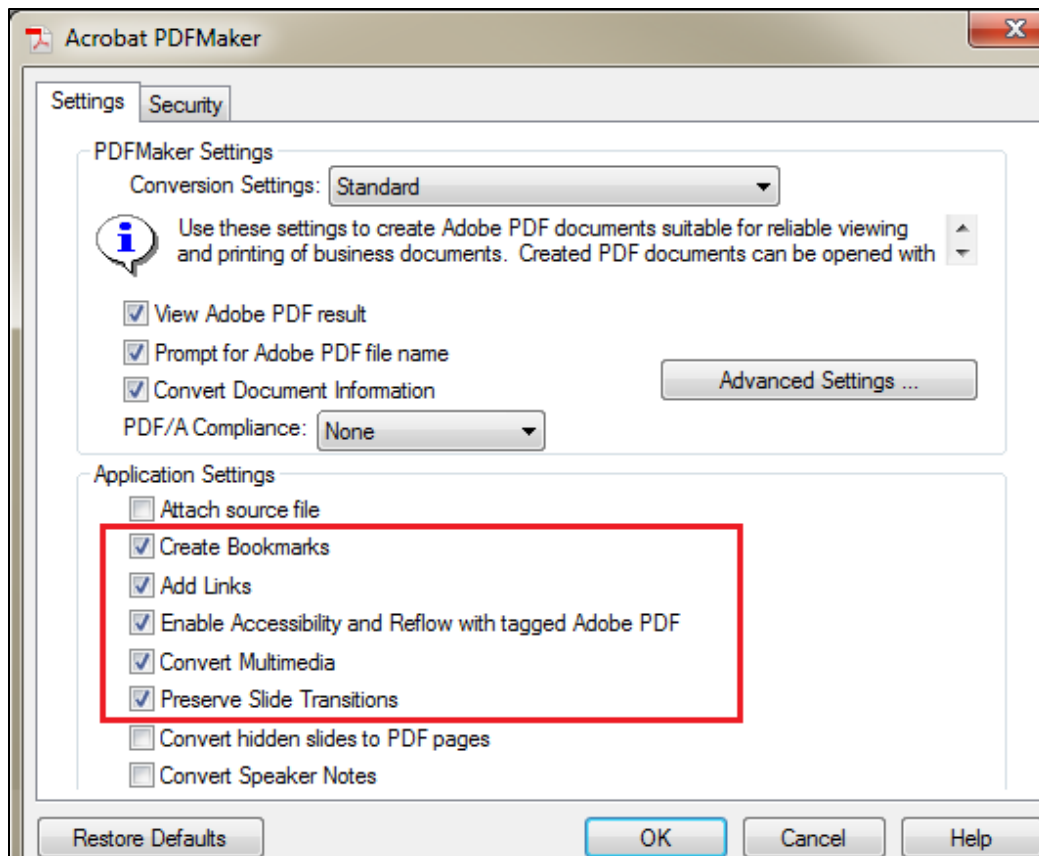 Acrobat PDFMaker
Settings
Security
PDFMaker Settings
Conversion Settings: Standard
Use these settings to create Adobe PDF documents suitable for reliable viewing
and printing of business documents. Created PDF documents can be opened with
View Adobe PDF result
Prompt for Adobe PDF file name
Convert Document Information
Advanced Settings ...
PDF/A Compliance: None
Application Settings
Attach source file
Create Bookmarks
Add Links
Enable Accessibility and Reflow with tagged Adobe PDF
Convert Multimedia
Preserve Slide Transitions
Convert hidden slides to PDF pages
Convert Speaker Notes
Restore Defaults
OK
Cancel
Help